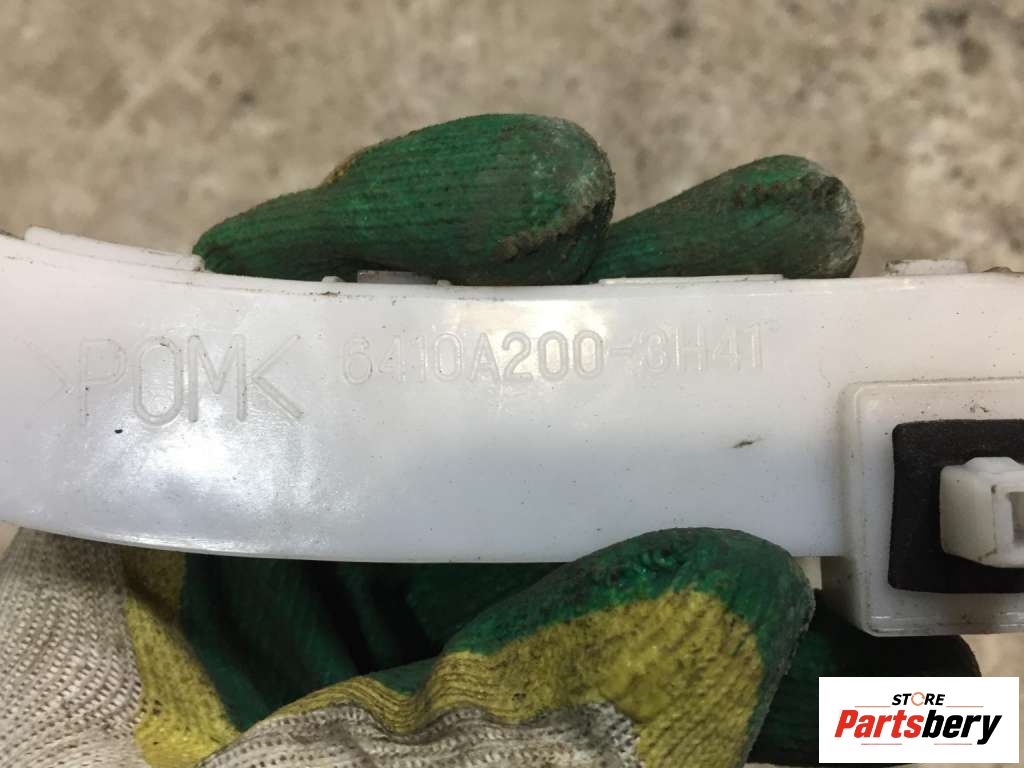 >POM<
6410A200-3H4T
STORE
Partsbery